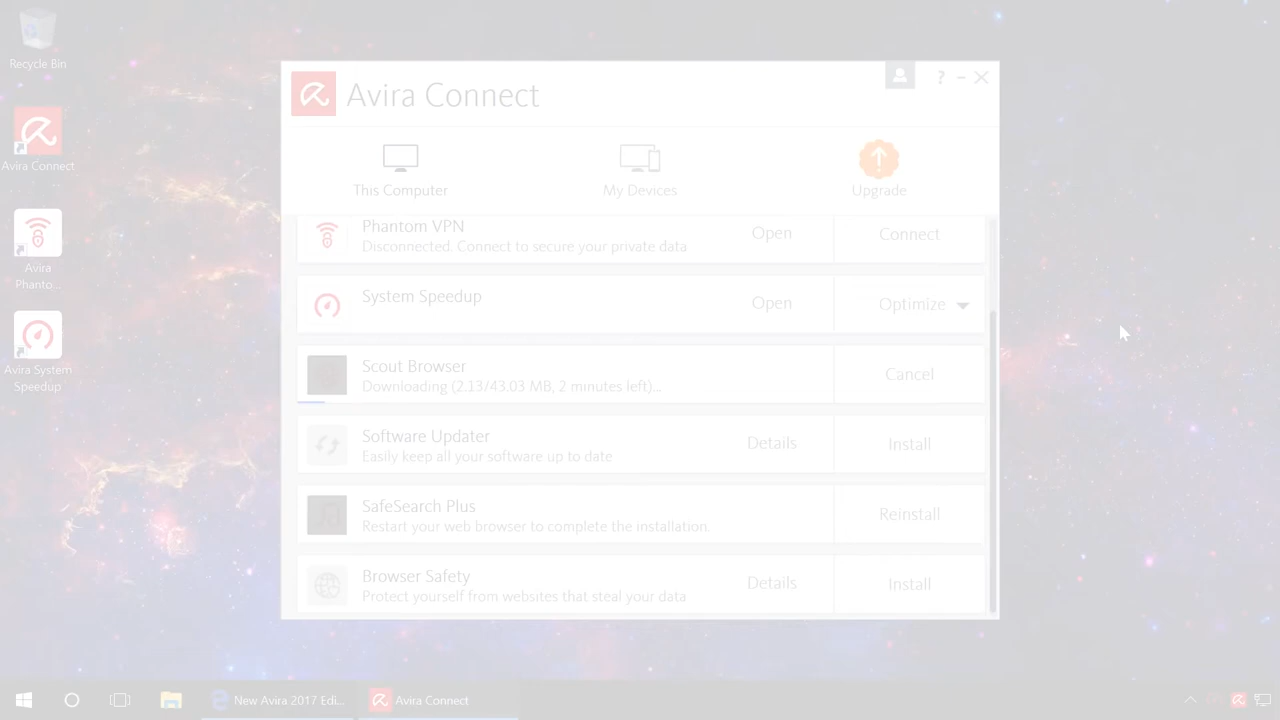 Recycle Bin
Avira Connect
Avira
Phanto...
Avira System
Speedup
Avira Connect
?
This Computer
My Devices
Upgrade
Phantom VPN
Disconnected. Connect to secure your private data
Open
Connect
System Speedup
Open
Optimize
Scout Browser
Downloading (2.13/43.03 MB, 2 minutes left)...
Cancel
Software Updater
Easily keep all your software up to date
Details
Install
SafeSearch Plus
Restart your web browser to complete the installation.
Reinstall
Browser Safety
Protect yourself from websites that steal your data
Details
Install
New Avira 2017 Edi...
Avira Connect